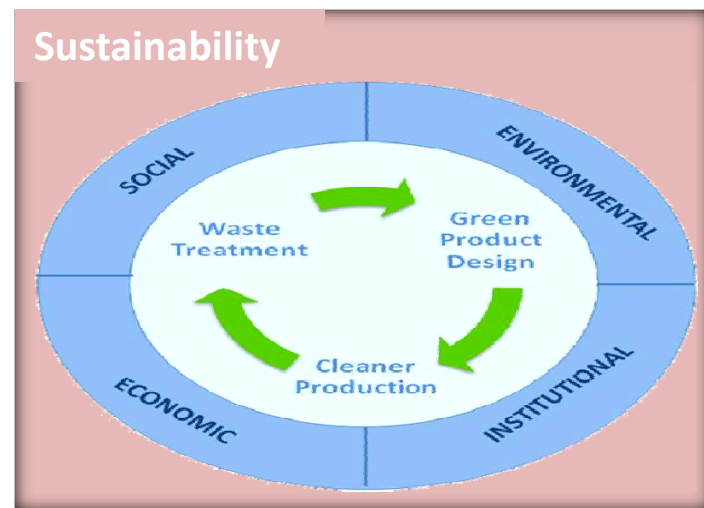 Sustainability
SOCIAL
ENVIRONMENTAL
Waste
Treatment
Green
Product
Design
Cleaner
Production
ECONOMIC
INSTITUTIONAL